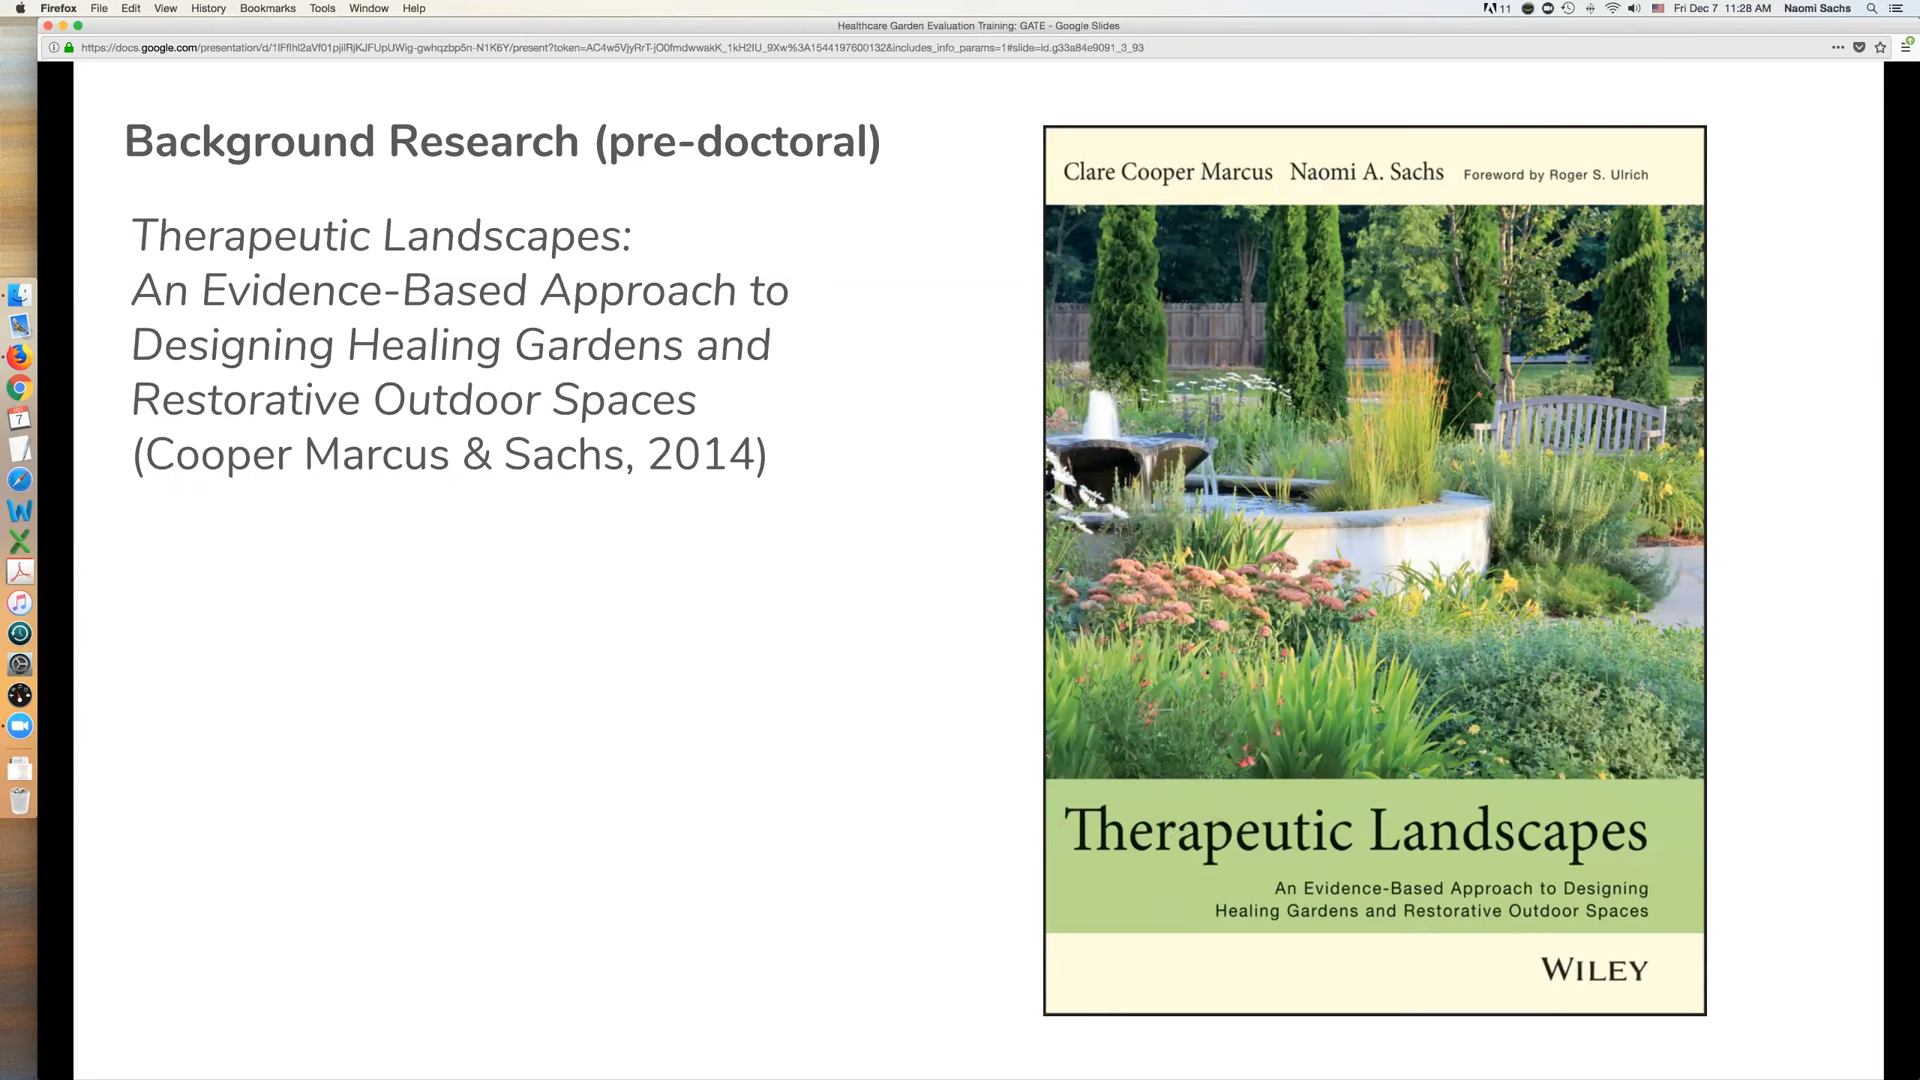 Firefox File Edit View History Bookmarks Tools Window Help 11 Fri Dec 7 11:28 AM Naomi Sachs
Healthcare Garden Evaluation Training: GATE - Google Slides
Background Research (pre-doctoral)
Therapeutic Landscapes:
An Evidence-Based Approach to
Designing Healing Gardens and
Restorative Outdoor Spaces
(Cooper Marcus & Sachs, 2014)
Clare Cooper Marcus Naomi A. Sachs Foreword by Roger S. Ulrich
Therapeutic Landscapes
An Evidence-Based Approach to Designing
Healing Gardens and Restorative Outdoor Spaces
WILEY